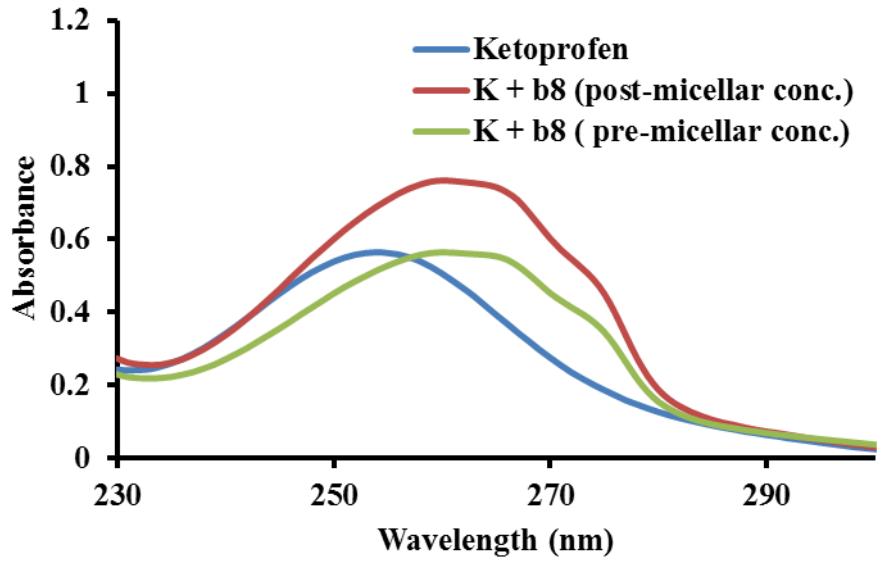 1.2
1
0.8
0.6
0.4
0.2
0
Absorbance
Ketoprofen
K + b8 (post-micellar conc.)
K + b8 ( pre-micellar conc.)
230
250
270
290
Wavelength (nm)